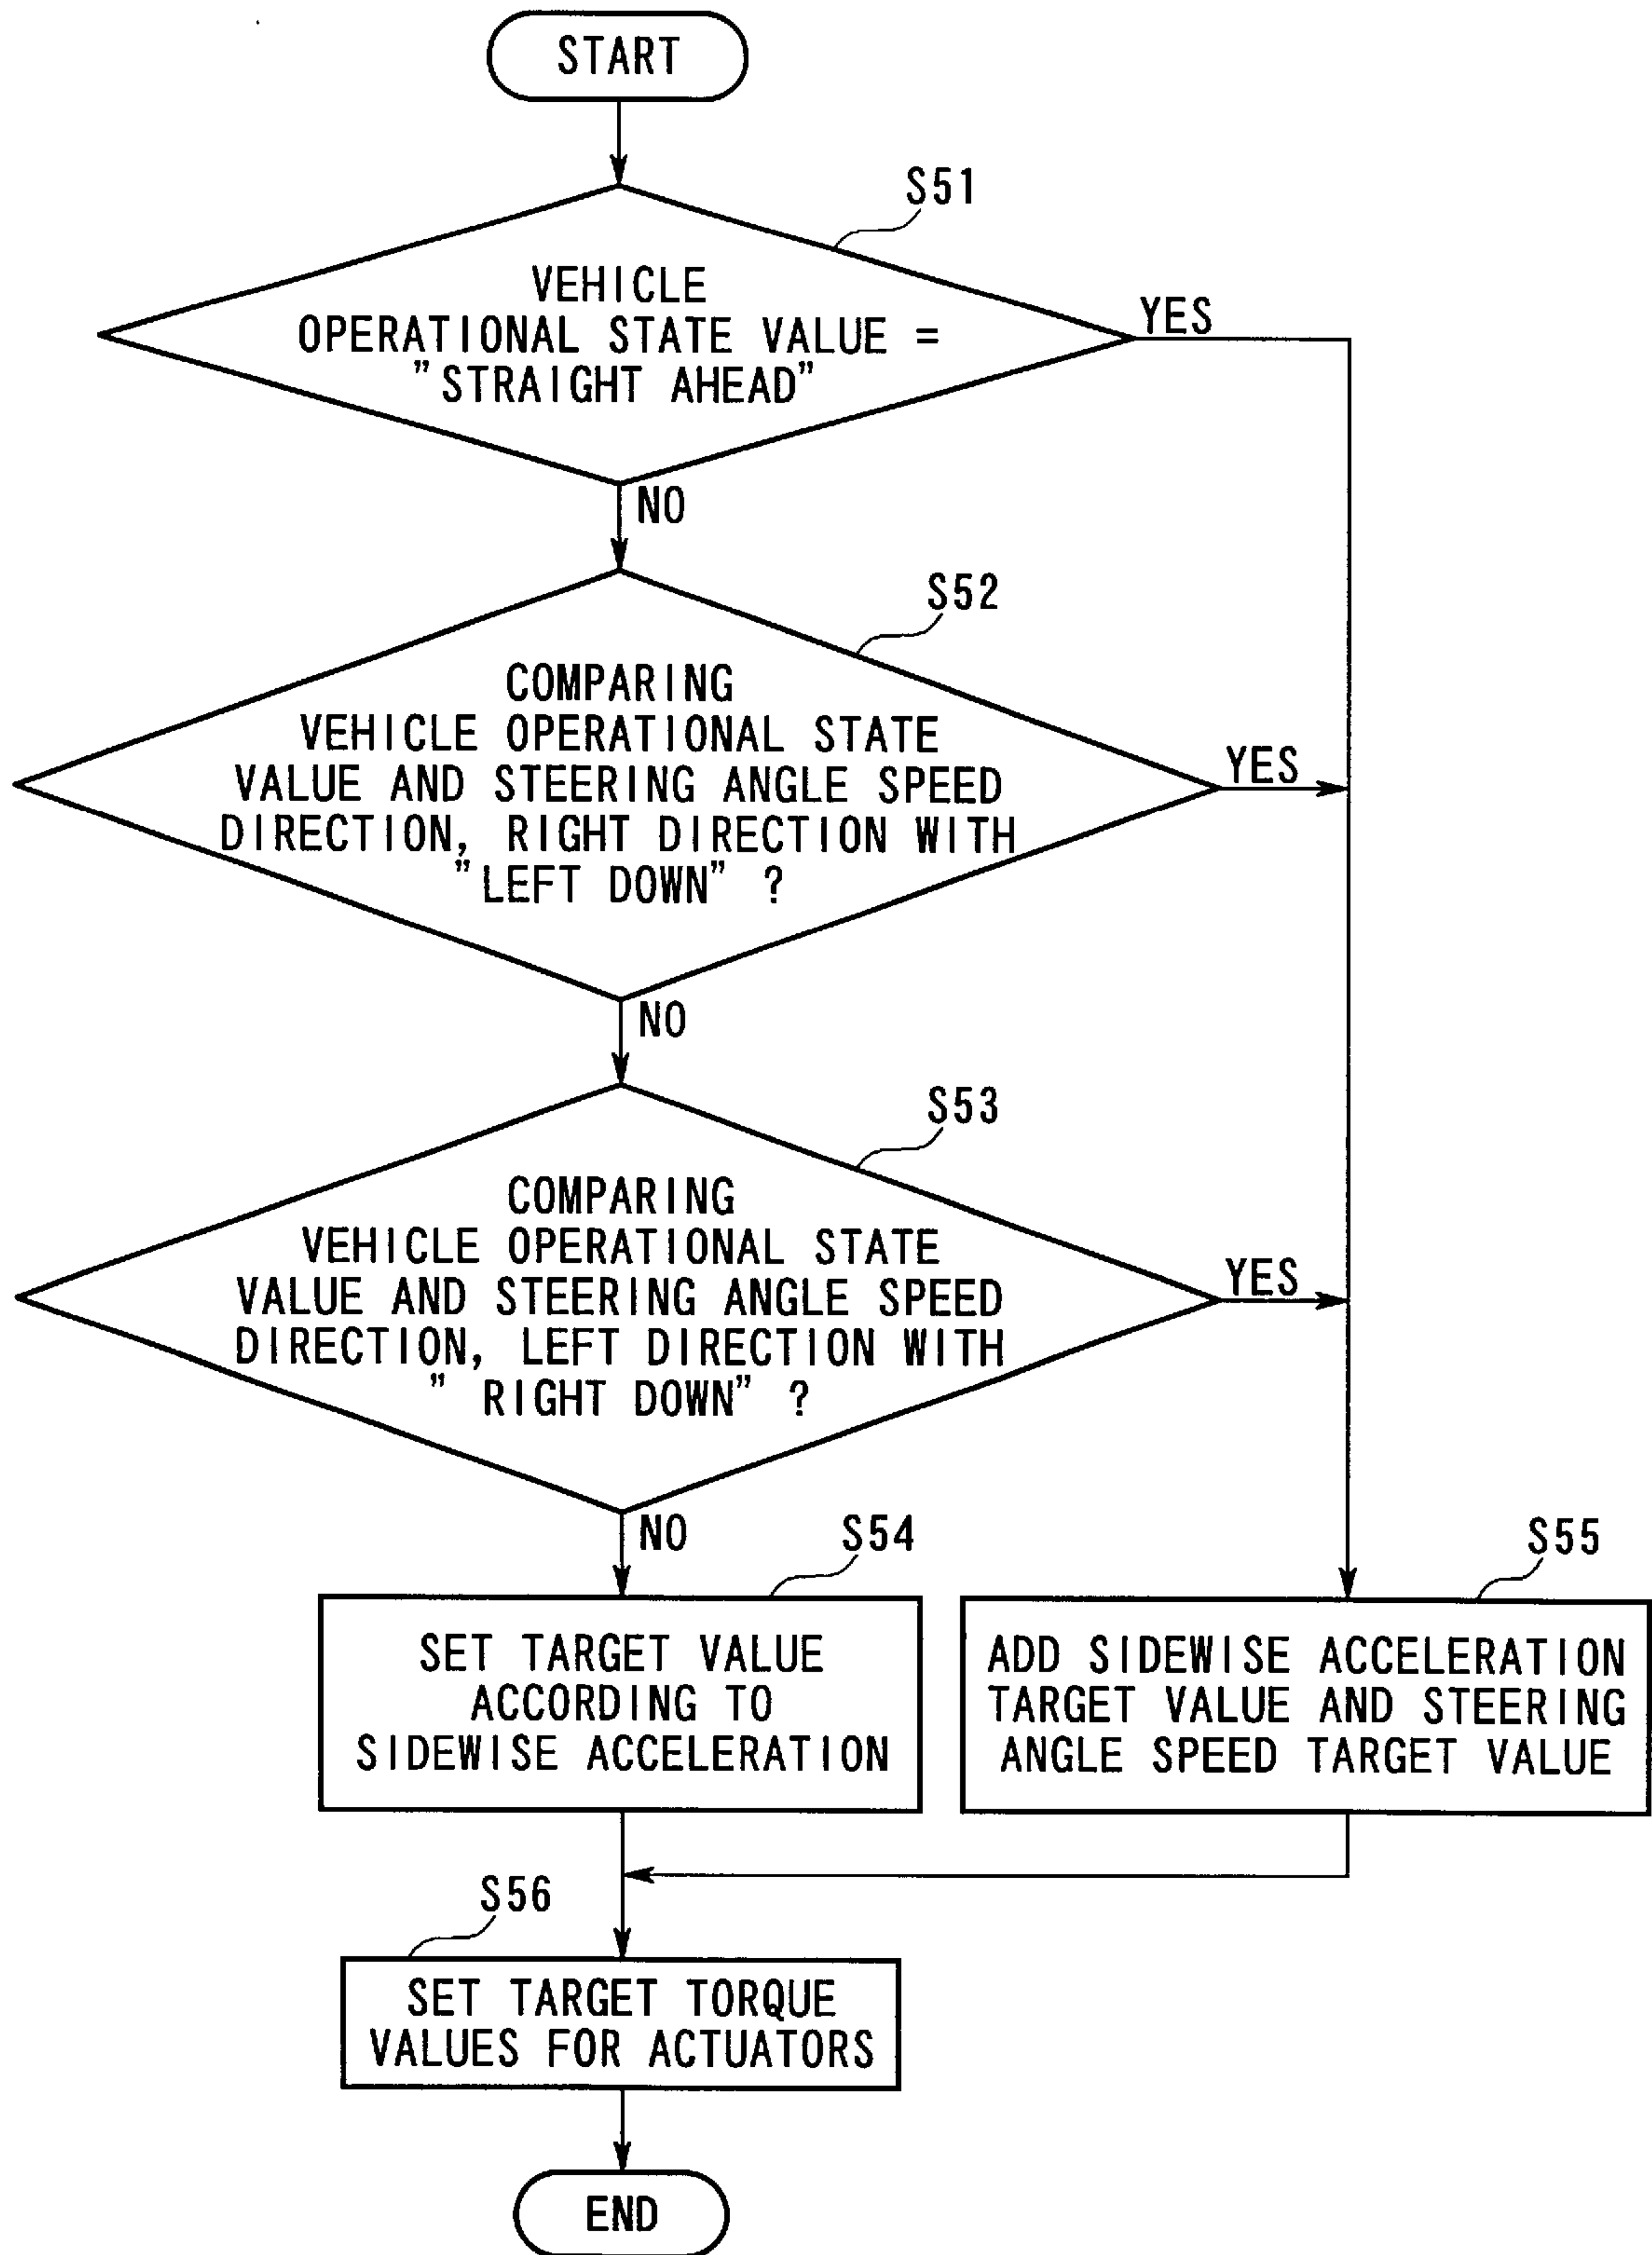 START
S51
VEHICLE
OPERATIONAL STATE VALUE =
"STRAIGHT AHEAD"
YES
NO
S52
COMPARING
VEHICLE OPERATIONAL STATE
VALUE AND STEERING ANGLE SPEED
DIRECTION, RIGHT DIRECTION WITH
"LEFT DOWN" ?
YES
NO
S53
COMPARING
VEHICLE OPERATIONAL STATE
VALUE AND STEERING ANGLE SPEED
DIRECTION, LEFT DIRECTION WITH
" RIGHT DOWN" ?
YES
NO
S54
SET TARGET VALUE
ACCORDING TO
SIDEWISE ACCELERATION
S55
ADD SIDEWISE ACCELERATION
TARGET VALUE AND STEERING
ANGLE SPEED TARGET VALUE
S56
SET TARGET TORQUE
VALUES FOR ACTUATORS
END